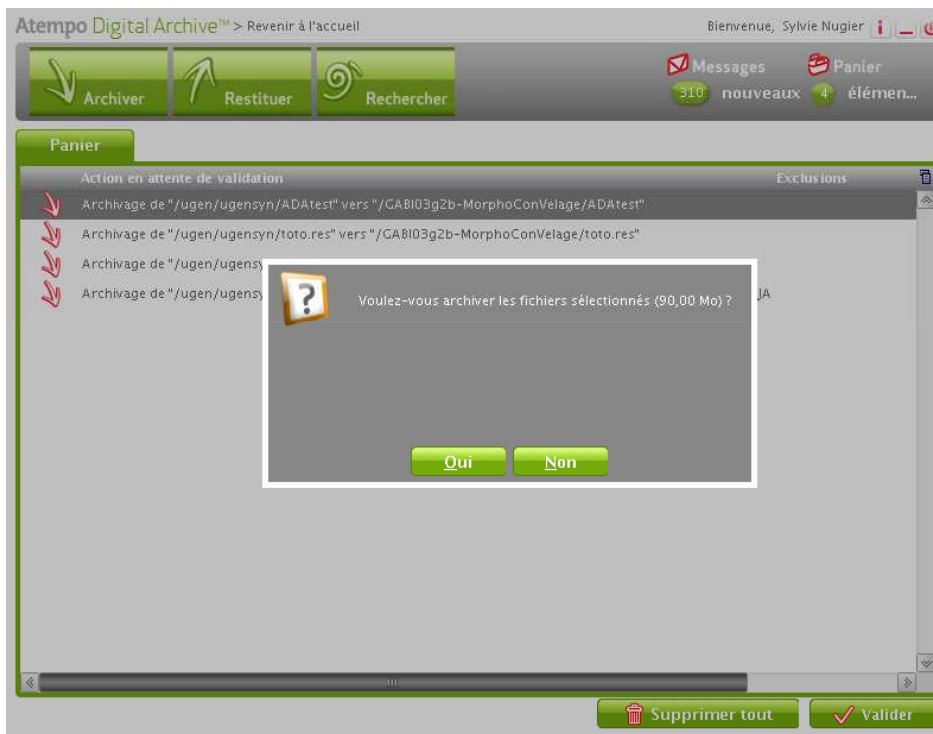 Atempo Digital Archive™ > Revenir à l'accueil
Bienvenue, Sylvie Nugier
Messages
Panier
310 nouveaux
4 élémen...
Archiver
Restituer
Rechercher
Panier
Action en attente de validation
Exclusions
Archivage de "/ugen/ugensyn/ADAtest" vers "/GABI03g2b-MorphoConVelage/ADAtest"
Archivage de "/ugen/ugensyn/toto.res" vers "/GABI03g2b-MorphoConVelage/toto.res"
Archivage de "/ugen/ugensy
Archivage de "/ugen/ugensy
JA
Voulez-vous archiver les fichiers sélectionnés (90,00 Mo) ?
Oui
Non
Supprimer tout
Valider